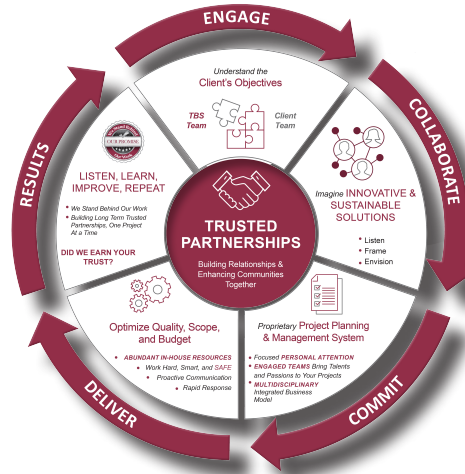 ENGAGE
Understand the
Client's Objectives
TBS
Team
Client
Team
COLLABORATE
Imagine INNOVATIVE &
SUSTAINABLE
SOLUTIONS
• Listen
• Frame
• Envision
COMMIT
Proprietary Project Planning
& Management System
• Focused PERSONAL ATTENTION
• ENGAGED TEAMS Bring Talents
and Passions to Your Projects
• MULTIDISCIPLINARY
Integrated Business
Model
DELIVER
Optimize Quality, Scope,
and Budget
• ABUNDANT IN-HOUSE RESOURCES
• Work Hard, Smart, and SAFE
• Proactive Communication
• Rapid Response
RESULTS
OUR PROMISE
LISTEN, LEARN,
IMPROVE, REPEAT
• We Stand Behind Our Work
• Building Long Term Trusted
Partnerships, One Project
At a Time
DID WE EARN YOUR
TRUST?
TRUSTED
PARTNERSHIPS
Building Relationships &
Enhancing Communities
Together